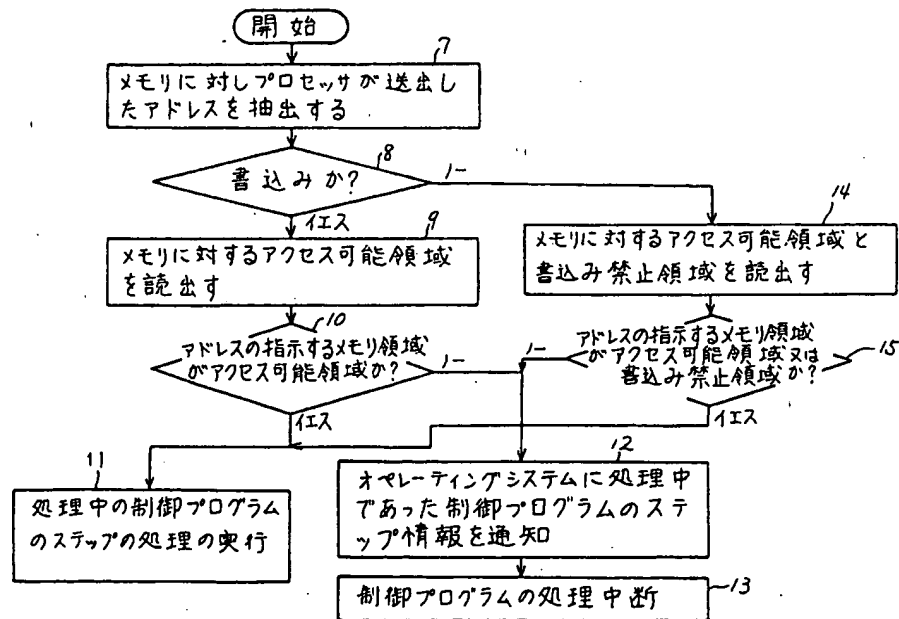 開始
7
メモリに対しプロセッサが送出し
たアドレスを抽出する
8
書込みか?
ノー
イエス
9
メモリに対するアクセス可能領域
を読出す
14
メモリに対するアクセス可能領域と
書込み禁止領域を読出す
10
アドレスの指示するメモリ領域
がアクセス可能領域か?
ノー
イエス
アドレスの指示するメモリ領域
がアクセス可能領域又は
書込み禁止領域か?
15
ノー
イエス
11
処理中の制御プログラム
のステップの処理の実行
12
オペレーティングシステムに処理中
であった制御プログラムのステ
ップ情報を通知
制御プログラムの処理中断
13